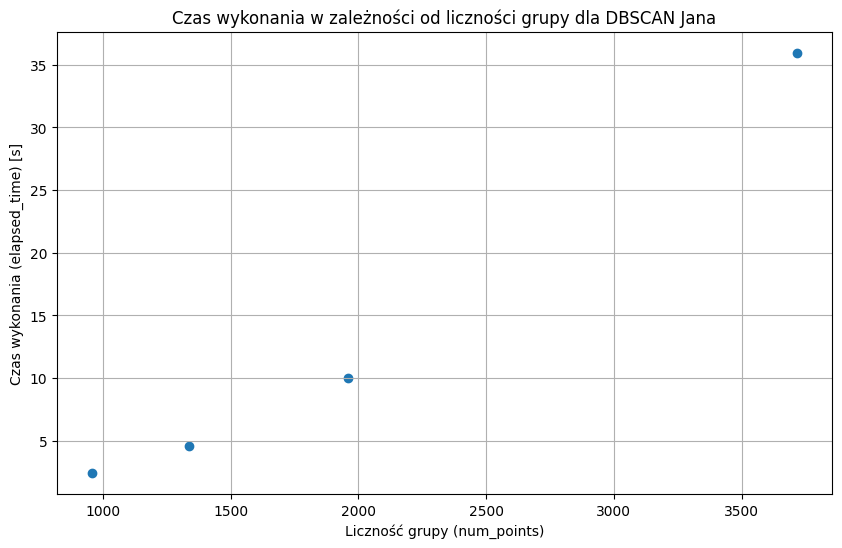 Czas wykonania w zależności od liczności grupy dla DBSCAN Jana
Czas wykonania (elapsed_time) [s]
35
30
25
20
15
10
5
1000 1500 2000 2500 3000 3500
Liczność grupy (num_points)